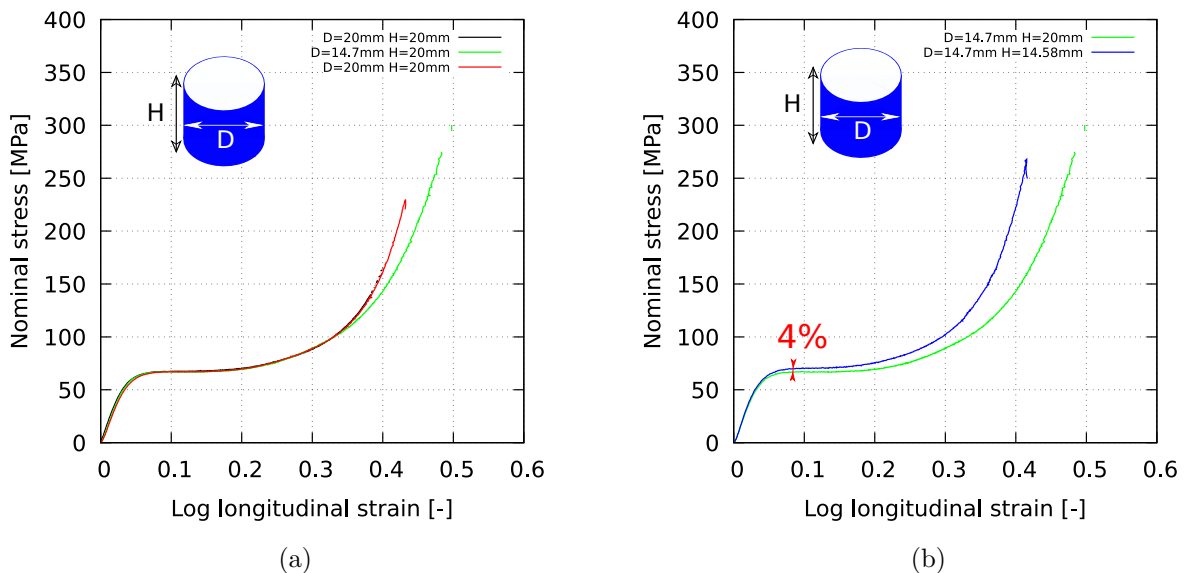 400
350
300
250
200
150
100
50
0
Nominal stress [MPa]
D=20mm H=20mm
D=14.7mm H=20mm
D=20mm H=20mm
H
D
0 0.1 0.2 0.3 0.4 0.5 0.6
Log longitudinal strain [-]
(a)
400
350
300
250
200
150
100
50
0
Nominal stress [MPa]
D=14.7mm H=20mm
D=14.7mm H=14.58mm
H
D
4%
0 0.1 0.2 0.3 0.4 0.5 0.6
Log longitudinal strain [-]
(b)